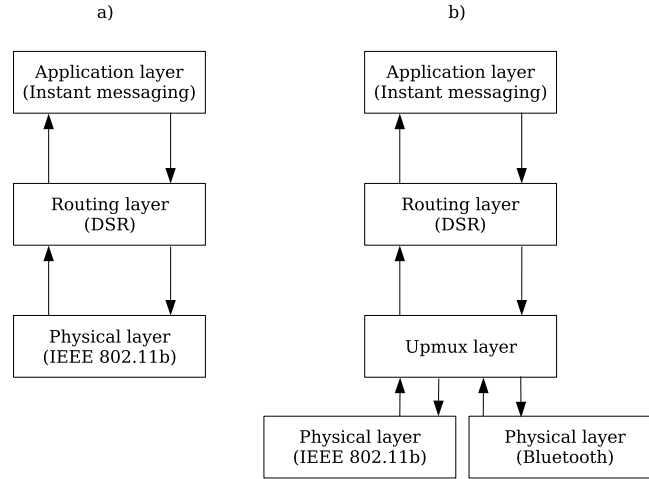 a)
Application layer
(Instant messaging)
Routing layer
(DSR)
Physical layer
(IEEE 802.11b)
b)
Application layer
(Instant messaging)
Routing layer
(DSR)
Upmux layer
Physical layer
(IEEE 802.11b)
Physical layer
(Bluetooth)